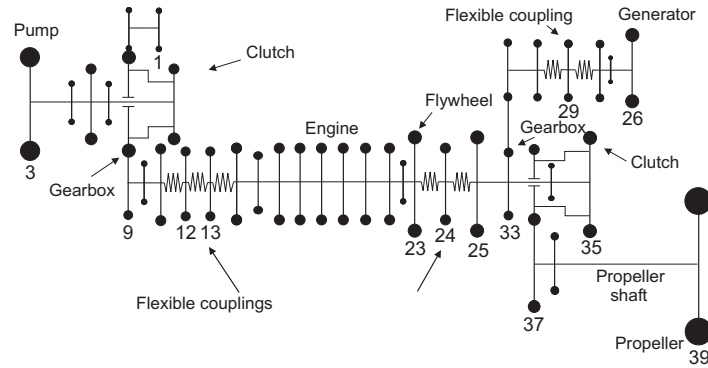 Flexible coupling
Generator
Pump
1
Clutch
29
26
Flywheel
Engine
Gearbox
Clutch
3
Gearbox
9
12
13
23
24
25
33
35
Flexible couplings
Propeller
shaft
37
Propeller
39